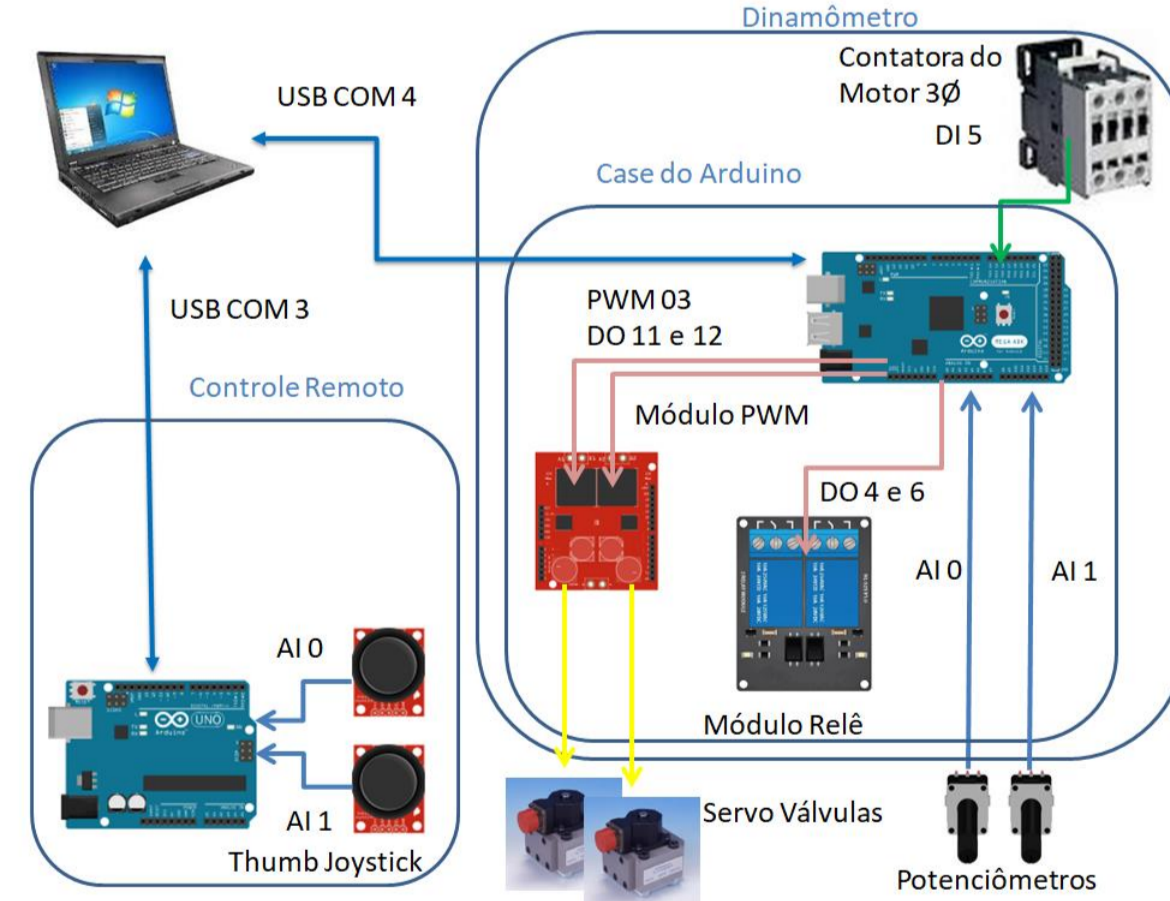 Dinamômetro
Contatora do
Motor 3Ø
DI 5
USB COM 4
Case do Arduino
USB COM 3
PWM 03
DO 11 e 12
Controle Remoto
Módulo PWM
DO 4 e 6
AI 0
AI 1
AI 0
UNO
Arduino
AI 1
Thumb Joystick
Módulo Relê
Servo Válvulas
Potenciômetros